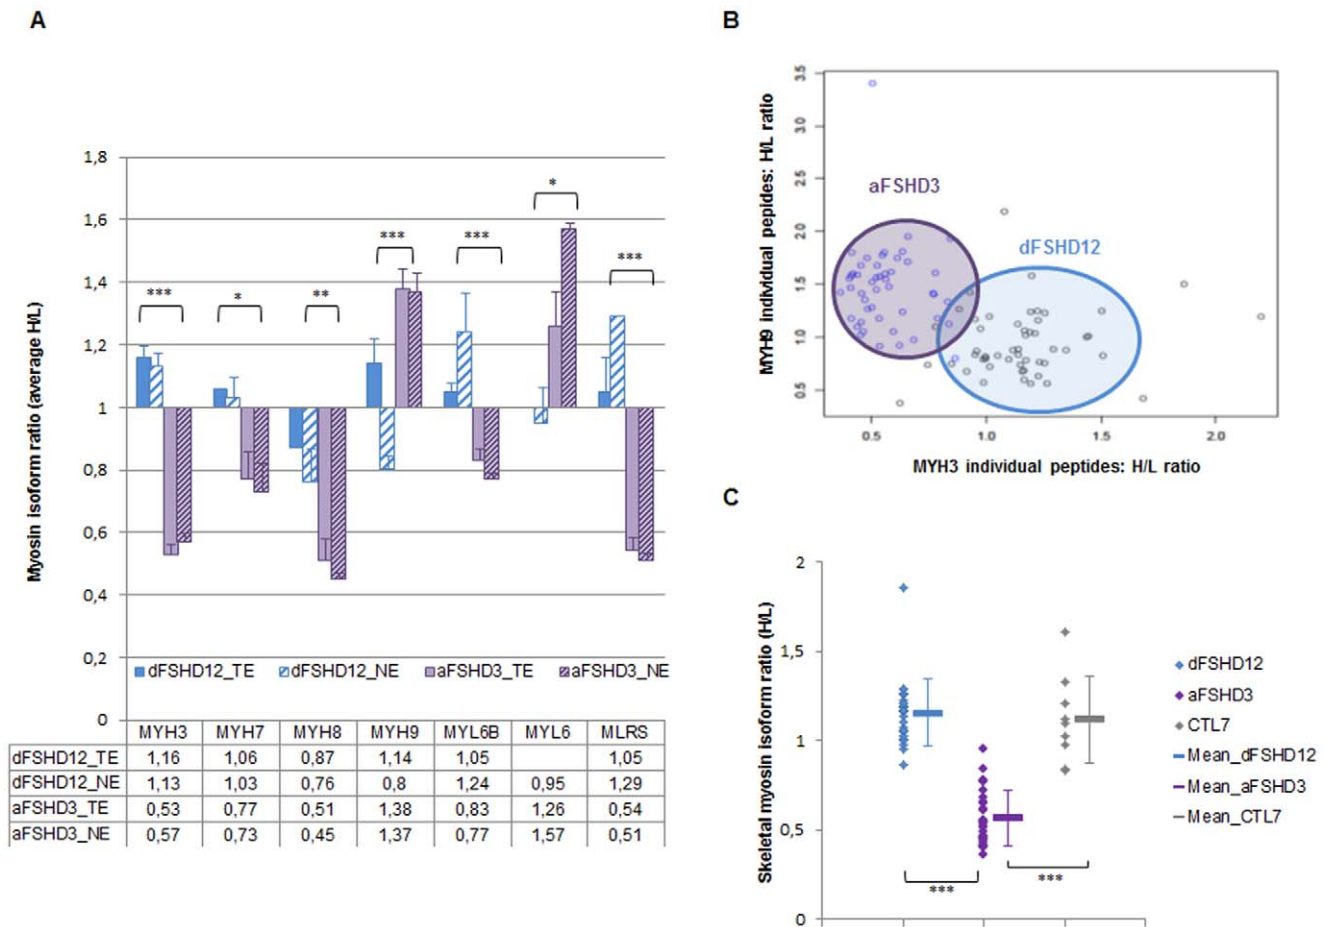 A
Myosin isoform ratio (average H/L)
1,8
1,6
1,4
1,2
1
0,8
0,6
0,4
0,2
0
***
*
**
***
***
*
***
dFSHD12_TE dFSHD12_NE aFSHD3_TE aFSHD3_NE
MYH3 MYH7 MYH8 MYH9 MYL6B MYL6 MLRS
dFSHD12_TE 1,16 1,06 0,87 1,14 1,05 1,05
dFSHD12_NE 1,13 1,03 0,76 0,8 1,24 0,95 1,29
aFSHD3_TE 0,53 0,77 0,51 1,38 0,83 1,26 0,54
aFSHD3_NE 0,57 0,73 0,45 1,37 0,77 1,57 0,51
B
MYH9 individual pepides: H/L ratio
3.5
3.0
2.5
2.0
1.5
1.0
0.5
aFSHD3
dFSHD12
0.5 1.0 1.5 2.0
MYH3 individual peptides: H/L ratio
C
Skeletal myosin isoform ratio (H/L)
2
1,5
1
0,5
0
***
***
dFSHD12
aFSHD3
CTL7
Mean_dFSHD12
Mean_aFSHD3
Mean_CTL7